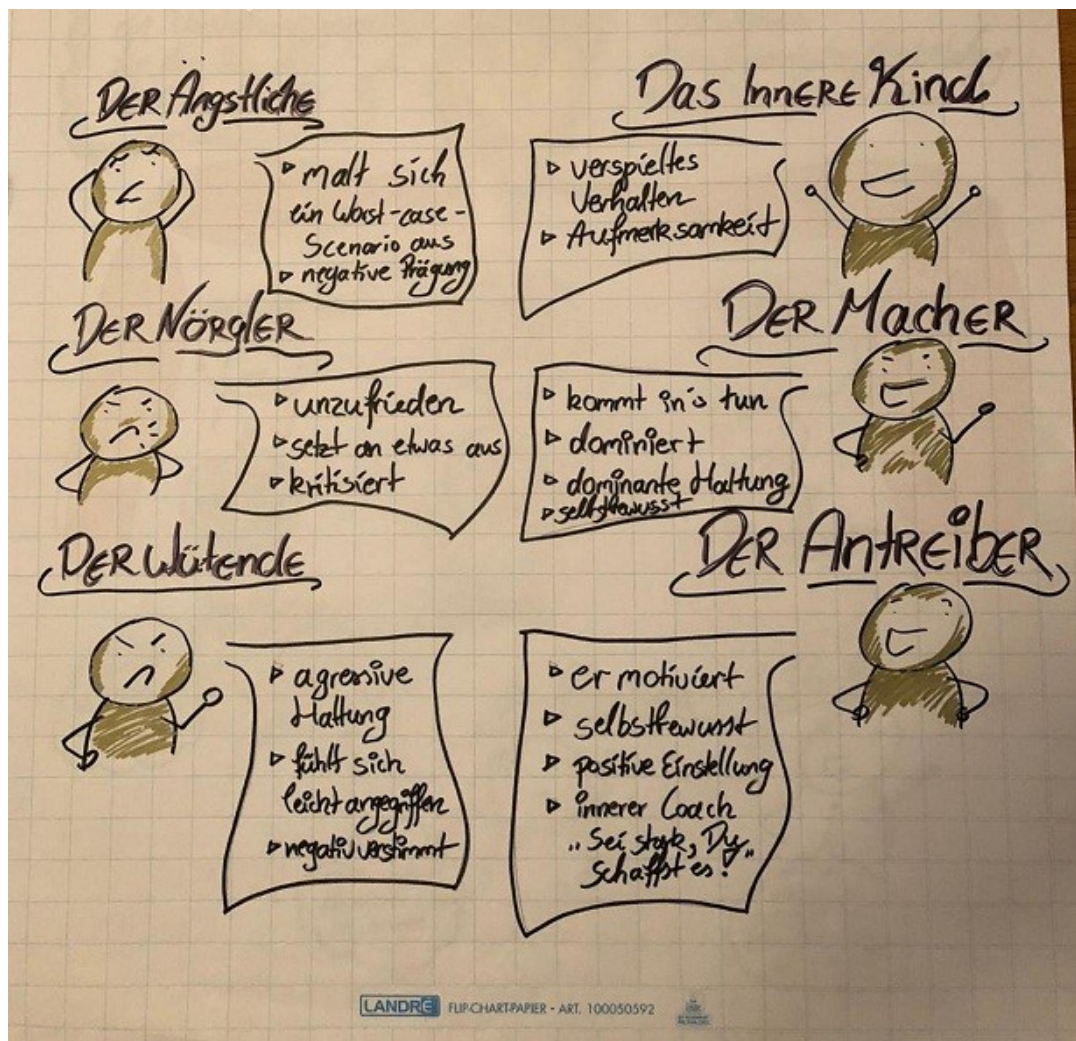 DER Ängstliche
▹ malt sich
ein Worst-case-
Scenario aus
▹ negative Prägung
Das InnERE Kind
▹ verspieltes
Verhalten
▹ Aufmerksamkeit
DER NÖRglER
▹ unzufrieden
▹ setzt an etwas aus
▹ kritisiert
DER MachER
▹ kommt in's tun
▹ dominiert
▹ dominante Haltung
▹ selbstbewusst
DER Wütende
▹ agressive
Haltung
▹ fühlt sich
leicht angegriffen
▹ negativ verstimmt
DER AntREibER
▹ er motiviert
▹ selbstbewusst
▹ positive Einstellung
▹ innerer Coach
„Sei stark, Du
schaffst es!"
LANDRÉ FLIP-CHART-PAPIER - ART. 100050592